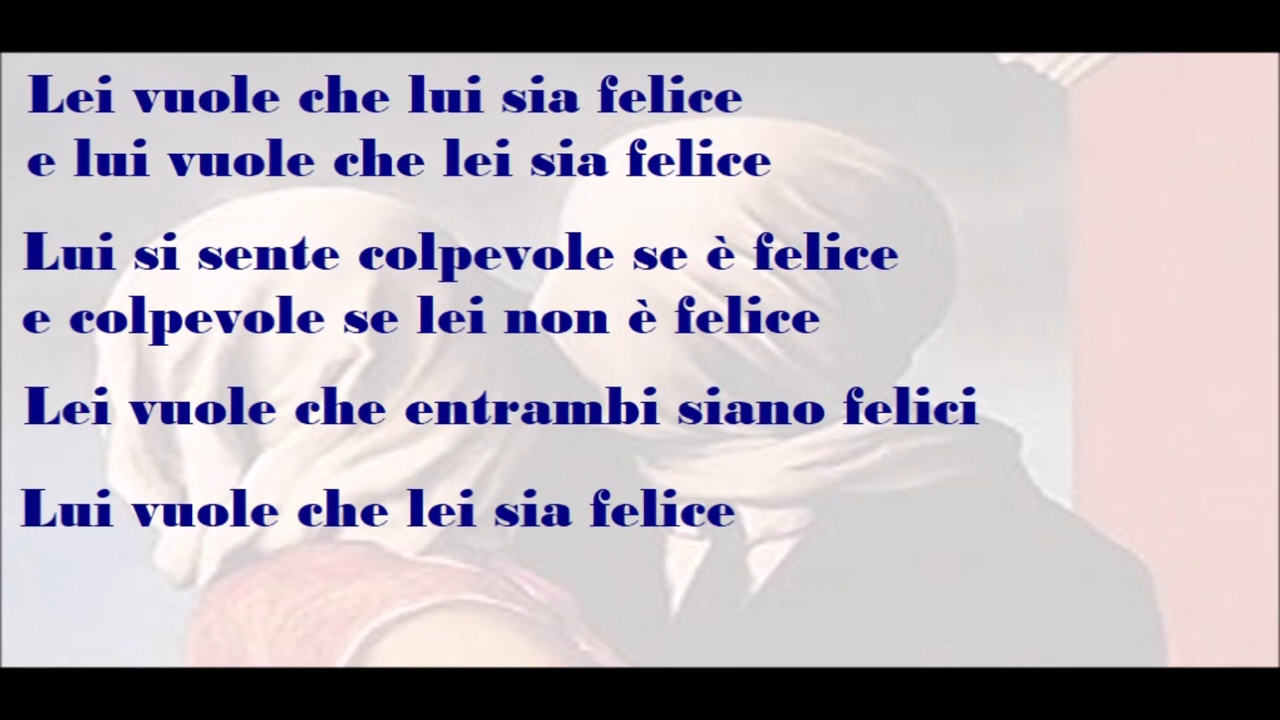 Lei vuole che lui sia felice
e lui vuole che lei sia felice
Lui si sente colpevole se è felice
e colpevole se lei non è felice
Lei vuole che entrambi siano felici
Lui vuole che lei sia felice